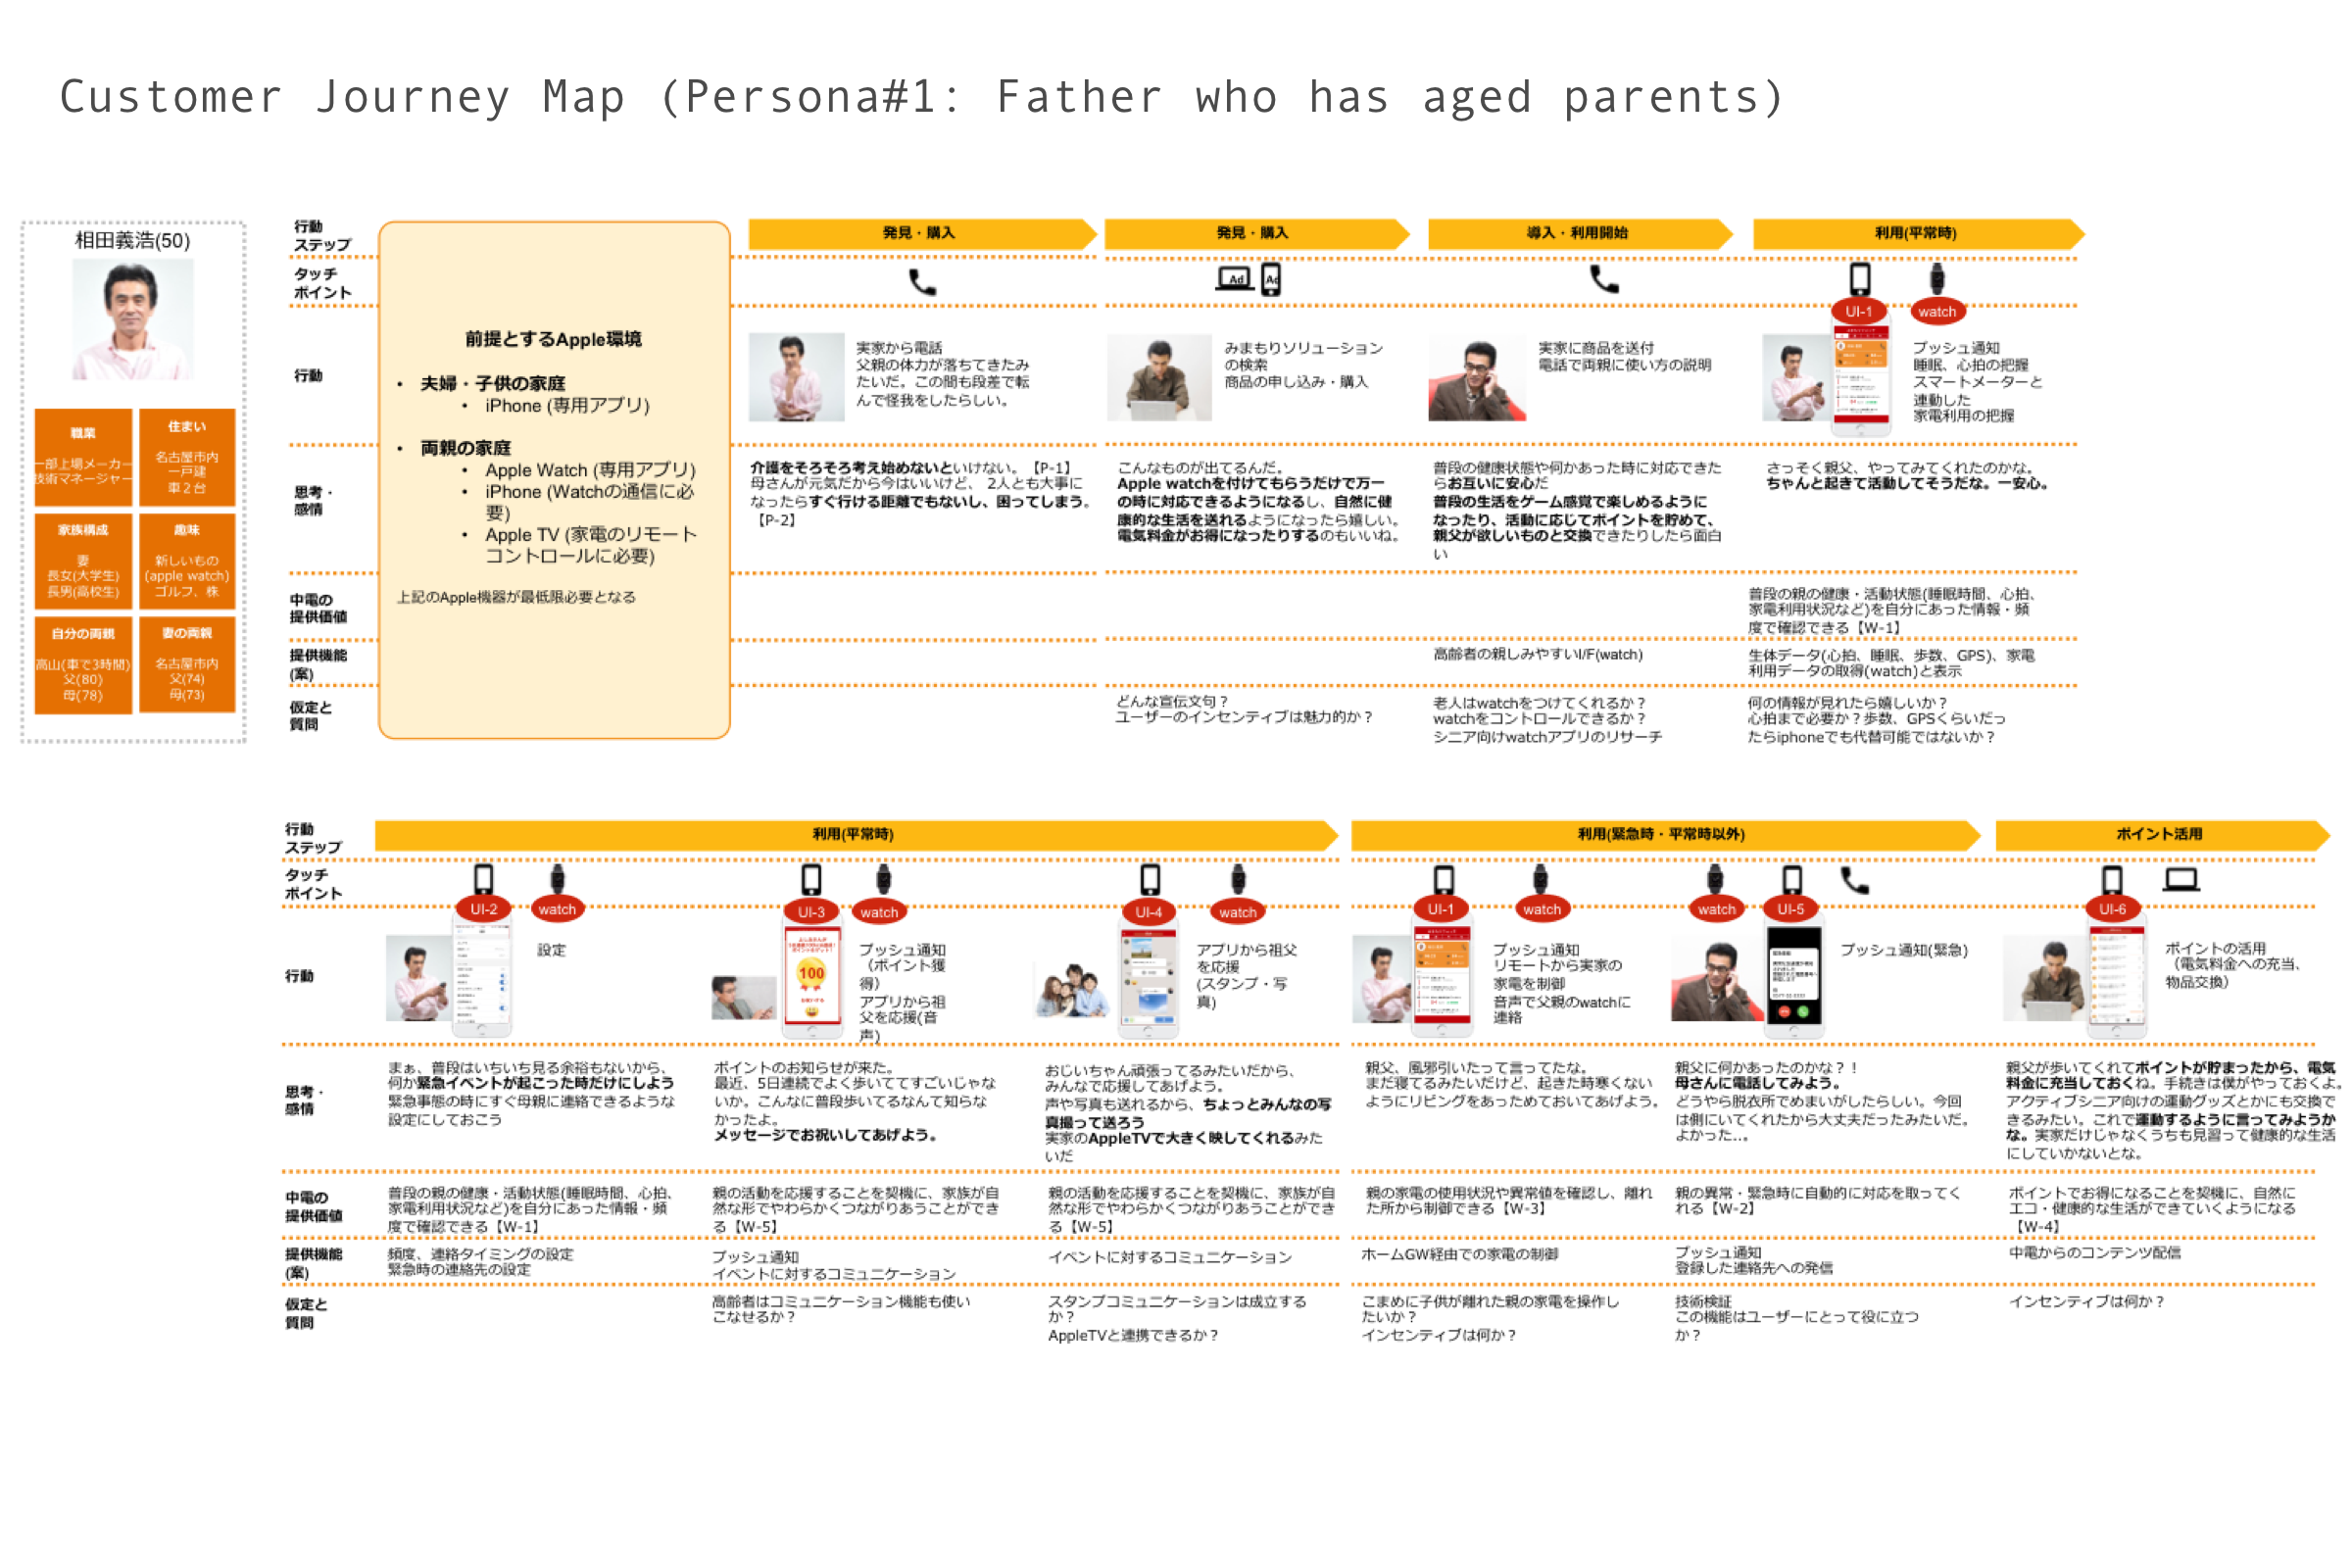 Customer Journey Map (Persona#1: Father who has aged parents)
相田義浩(50)
職業
一部上場メーカー
技術マネージャー
住まい
名古屋市内
一戸建
車２台
家族構成
妻
長女(大学生)
長男(高校生)
趣味
新しいもの
(apple watch)
ゴルフ、株
自分の両親
高山(車で3時間)
父(80)
母(78)
妻の両親
名古屋市内
父(74)
母(73)
行動
ステップ
タッチ
ポイント
行動
思考・
感情
中電の
提供価値
提供機能
(案)
仮定と
質問
前提とするApple環境
• 夫婦・子供の家庭
• iPhone (専用アプリ)
• 両親の家庭
• Apple Watch (専用アプリ)
• iPhone (Watchの通信に必
要)
• Apple TV (家電のリモート
コントロールに必要)
上記のApple機器が最低限必要となる
発見・購入
実家から電話
父親の体力が落ちてきたみ
たいだ。この間も段差で転
んで怪我をしたらしい。
介護をそろそろ考え始めないといけない。【P-1】
母さんが元気だから今はいいけど、 2人とも大事に
なったらすぐ行ける距離でもないし、困ってしまう。
【P-2】
発見・購入
Ad
Ad
みまもりソリューション
の検索
商品の申し込み・購入
こんなものが出てるんだ。
Apple watchを付けてもらうだけで万一
の時に対応できるようになるし、自然に健
康的な生活を送れるようになったら嬉しい。
電気料金がお得になったりするのもいいね。
どんな宣伝文句？
ユーザーのインセンティブは魅力的か？
導入・利用開始
実家に商品を送付
電話で両親に使い方の説明
普段の健康状態や何かあった時に対応できた
らお互いに安心だ
普段の生活をゲーム感覚で楽しめるように
なったり、活動に応じてポイントを貯めて、
親父が欲しいものと交換できたりしたら面白
い
高齢者の親しみやすいI/F(watch)
老人はwatchをつけてくれるか？
watchをコントロールできるか？
シニア向けwatchアプリのリサーチ
利用(平常時)
UI-1
watch
プッシュ通知
睡眠、心拍の把握
スマートメーターと
連動した
家電利用の把握
さっそく親父、やってみてくれたのかな。
ちゃんと起きて活動してそうだな。一安心。
普段の親の健康・活動状態(睡眠時間、心拍、
家電利用状況など)を自分にあった情報・頻
度で確認できる【W-1】
生体データ(心拍、睡眠、歩数、GPS)、家電
利用データの取得(watch)と表示
何の情報が見れたら嬉しいか？
心拍まで必要か？歩数、GPSくらいだっ
たらiphoneでも代替可能ではないか？
行動
ステップ
タッチ
ポイント
行動
思考・
感情
中電の
提供価値
提供機能
(案)
仮定と
質問
利用(平常時)
UI-2
watch
設定
まぁ、普段はいちいち見る余裕もないから、
何か緊急イベントが起こった時だけにしよう
緊急事態の時にすぐ母親に連絡できるような
設定にしておこう
普段の親の健康・活動状態(睡眠時間、心拍、
家電利用状況など)を自分にあった情報・頻
度で確認できる【W-1】
頻度、連絡タイミングの設定
緊急時の連絡先の設定
UI-3
watch
100
プッシュ通知
（ポイント獲
得）
アプリから祖
父を応援(音
声)
ポイントのお知らせが来た。
最近、5日連続でよく歩いててすごいじゃな
いか。こんなに普段歩いてるなんて知らな
かったよ。
メッセージでお祝いしてあげよう。
親の活動を応援することを契機に、家族が自
然な形でやわらかくつながりあうことができ
る【W-5】
プッシュ通知
イベントに対するコミュニケーション
高齢者はコミュニケーション機能も使い
こなせるか？
UI-4
watch
アプリから祖父
を応援
(スタンプ・写
真)
おじいちゃん頑張ってるみたいだから、
みんなで応援してあげよう。
声や写真も送れるから、ちょっとみんなの写
真撮って送ろう
実家のAppleTVで大きく映してくれるみた
いだ
親の活動を応援することを契機に、家族が自
然な形でやわらかくつながりあうことができ
る【W-5】
イベントに対するコミュニケーション
スタンプコミュニケーションは成立する
か？
AppleTVと連携できるか？
利用(緊急時・平常時以外)
UI-1
watch
プッシュ通知
リモートから実家の
家電を制御
音声で父親のwatchに
連絡
親父、風邪引いたって言ってたな。
まだ寝てるみたいだけど、起きた時寒くない
ようにリビングをあっためておいてあげよう。
親の家電の使用状況や異常値を確認し、離れ
た所から制御できる【W-3】
ホームGW経由での家電の制御
こまめに子供が離れた親の家電を操作し
たいか？
インセンティブは何か？
watch
UI-5
プッシュ通知(緊急)
親父に何かあったのかな？！
母さんに電話してみよう。
どうやら脱衣所でめまいがしたらしい。今回
は側にいてくれたから大丈夫だったみたいだ。
よかった…。
親の異常・緊急時に自動的に対応を取ってく
れる【W-2】
プッシュ通知
登録した連絡先への発信
技術検証
この機能はユーザーにとって役に立つ
か？
ポイント活用
UI-6
ポイントの活用
（電気料金への充当、
物品交換）
親父が歩いてくれてポイントが貯まったから、電気
料金に充当しておくね。手続きは僕がやっておくよ。
アクティブシニア向けの運動グッズとかにも交換で
きるみたい。これで運動するように言ってみようか
な。実家だけじゃなくうちも見習って健康的な生活
にしていかないとな。
ポイントでお得になることを契機に、自然に
エコ・健康的な生活ができていくようになる
【W-4】
中電からのコンテンツ配信
インセンティブは何か？